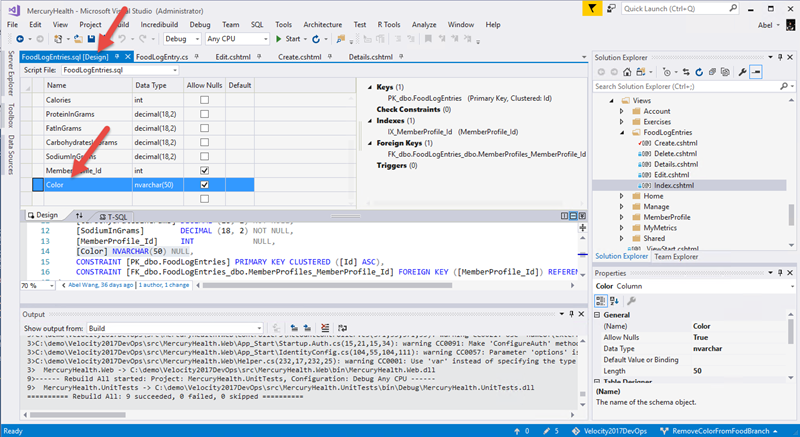 MercuryHealth - Microsoft Visual Studio (Administrator)
Quick Launch (Ctrl+Q)
File Edit View Project Build Incredibuild Debug Team SQL Tools Architecture Test R Tools Analyze Window Help
Abel
Debug Any CPU Start
Server Explorer
Toolbox
Data Sources
FoodLogEntries.sql [Design]
FoodLogEntry.cs
Edit.cshtml
Create.cshtml
Details.cshtml
Script File: FoodLogEntries.sql
Name Data Type Allow Nulls Default
Calories int
ProteinInGrams decimal(18,2)
FatInGrams decimal(18,2)
decimal(18,2)
SodiumInGrams decimal(18,2)
int
Color nvarchar(50)
Keys (1)
PK_dbo.FoodLogEntries (Primary Key, Clustered: Id)
Check Constraints (0)
Indexes (1)
IX_MemberProfile_Id (MemberProfile_Id)
Foreign Keys (1)
FK_dbo.FoodLogEntries_dbo.MemberProfiles_MemberProfile_Id (Id)
Triggers (0)
Design T-SQL
12 [SodiumInGrams] DECIMAL (18, 2) NOT NULL,
13 [MemberProfile_Id] INT NULL,
14 [Color] NVARCHAR(50) NULL,
15 CONSTRAINT [PK_dbo.FoodLogEntries] PRIMARY KEY CLUSTERED ([Id] ASC),
CONSTRAINT [FK_dbo.FoodLogEntries_dbo.MemberProfiles_MemberProfile_Id] FOREIGN KEY ([MemberProfile_Id]) REFEREN
70 % Abel Wang, 36 days ago | 1 author, 1 change
Output
Show output from: Build
3>C:\demo\Velocity2017DevOps\src\MercuryHealth.Web\App_Start\Startup.Auth.cs(15,21,15,34): warning CC0091: Make 'ConfigureAuth' method
3>C:\demo\Velocity2017DevOps\src\MercuryHealth.Web\App_Start\IdentityConfig.cs(104,55,104,111): warning CC0057: Parameter 'options' is
3>C:\demo\Velocity2017DevOps\src\MercuryHealth.Web\Helper.cs(232,17,232,25): warning CC0001: Use 'var' instead of specifying the type
3> MercuryHealth.Web -> C:\demo\Velocity2017DevOps\src\MercuryHealth.Web\bin\MercuryHealth.Web.dll
9>------ Rebuild All started: Project: MercuryHealth.UnitTests, Configuration: Debug Any CPU ------
9> MercuryHealth.UnitTests -> C:\demo\Velocity2017DevOps\src\MercuryHealth.UnitTests\bin\Debug\MercuryHealth.UnitTests.dll
========== Rebuild All: 9 succeeded, 0 failed, 0 skipped ==========
Solution Explorer
Search Solution Explorer (Ctrl+;)
Views
Account
Exercises
FoodLogEntries
Create.cshtml
Delete.cshtml
Details.cshtml
Edit.cshtml
Index.cshtml
Home
Manage
MemberProfile
MyMetrics
Shared
ViewStart.cshtml
Solution Explorer Team Explorer
Properties
Color Column
General
(Name) Color
Allow Nulls True
Data Type nvarchar
Default Value or Binding
Length 50
Table Designer
(Name)
The name of the schema object.
0 5 Velocity2017DevOps RemoveColorFromFoodBranch